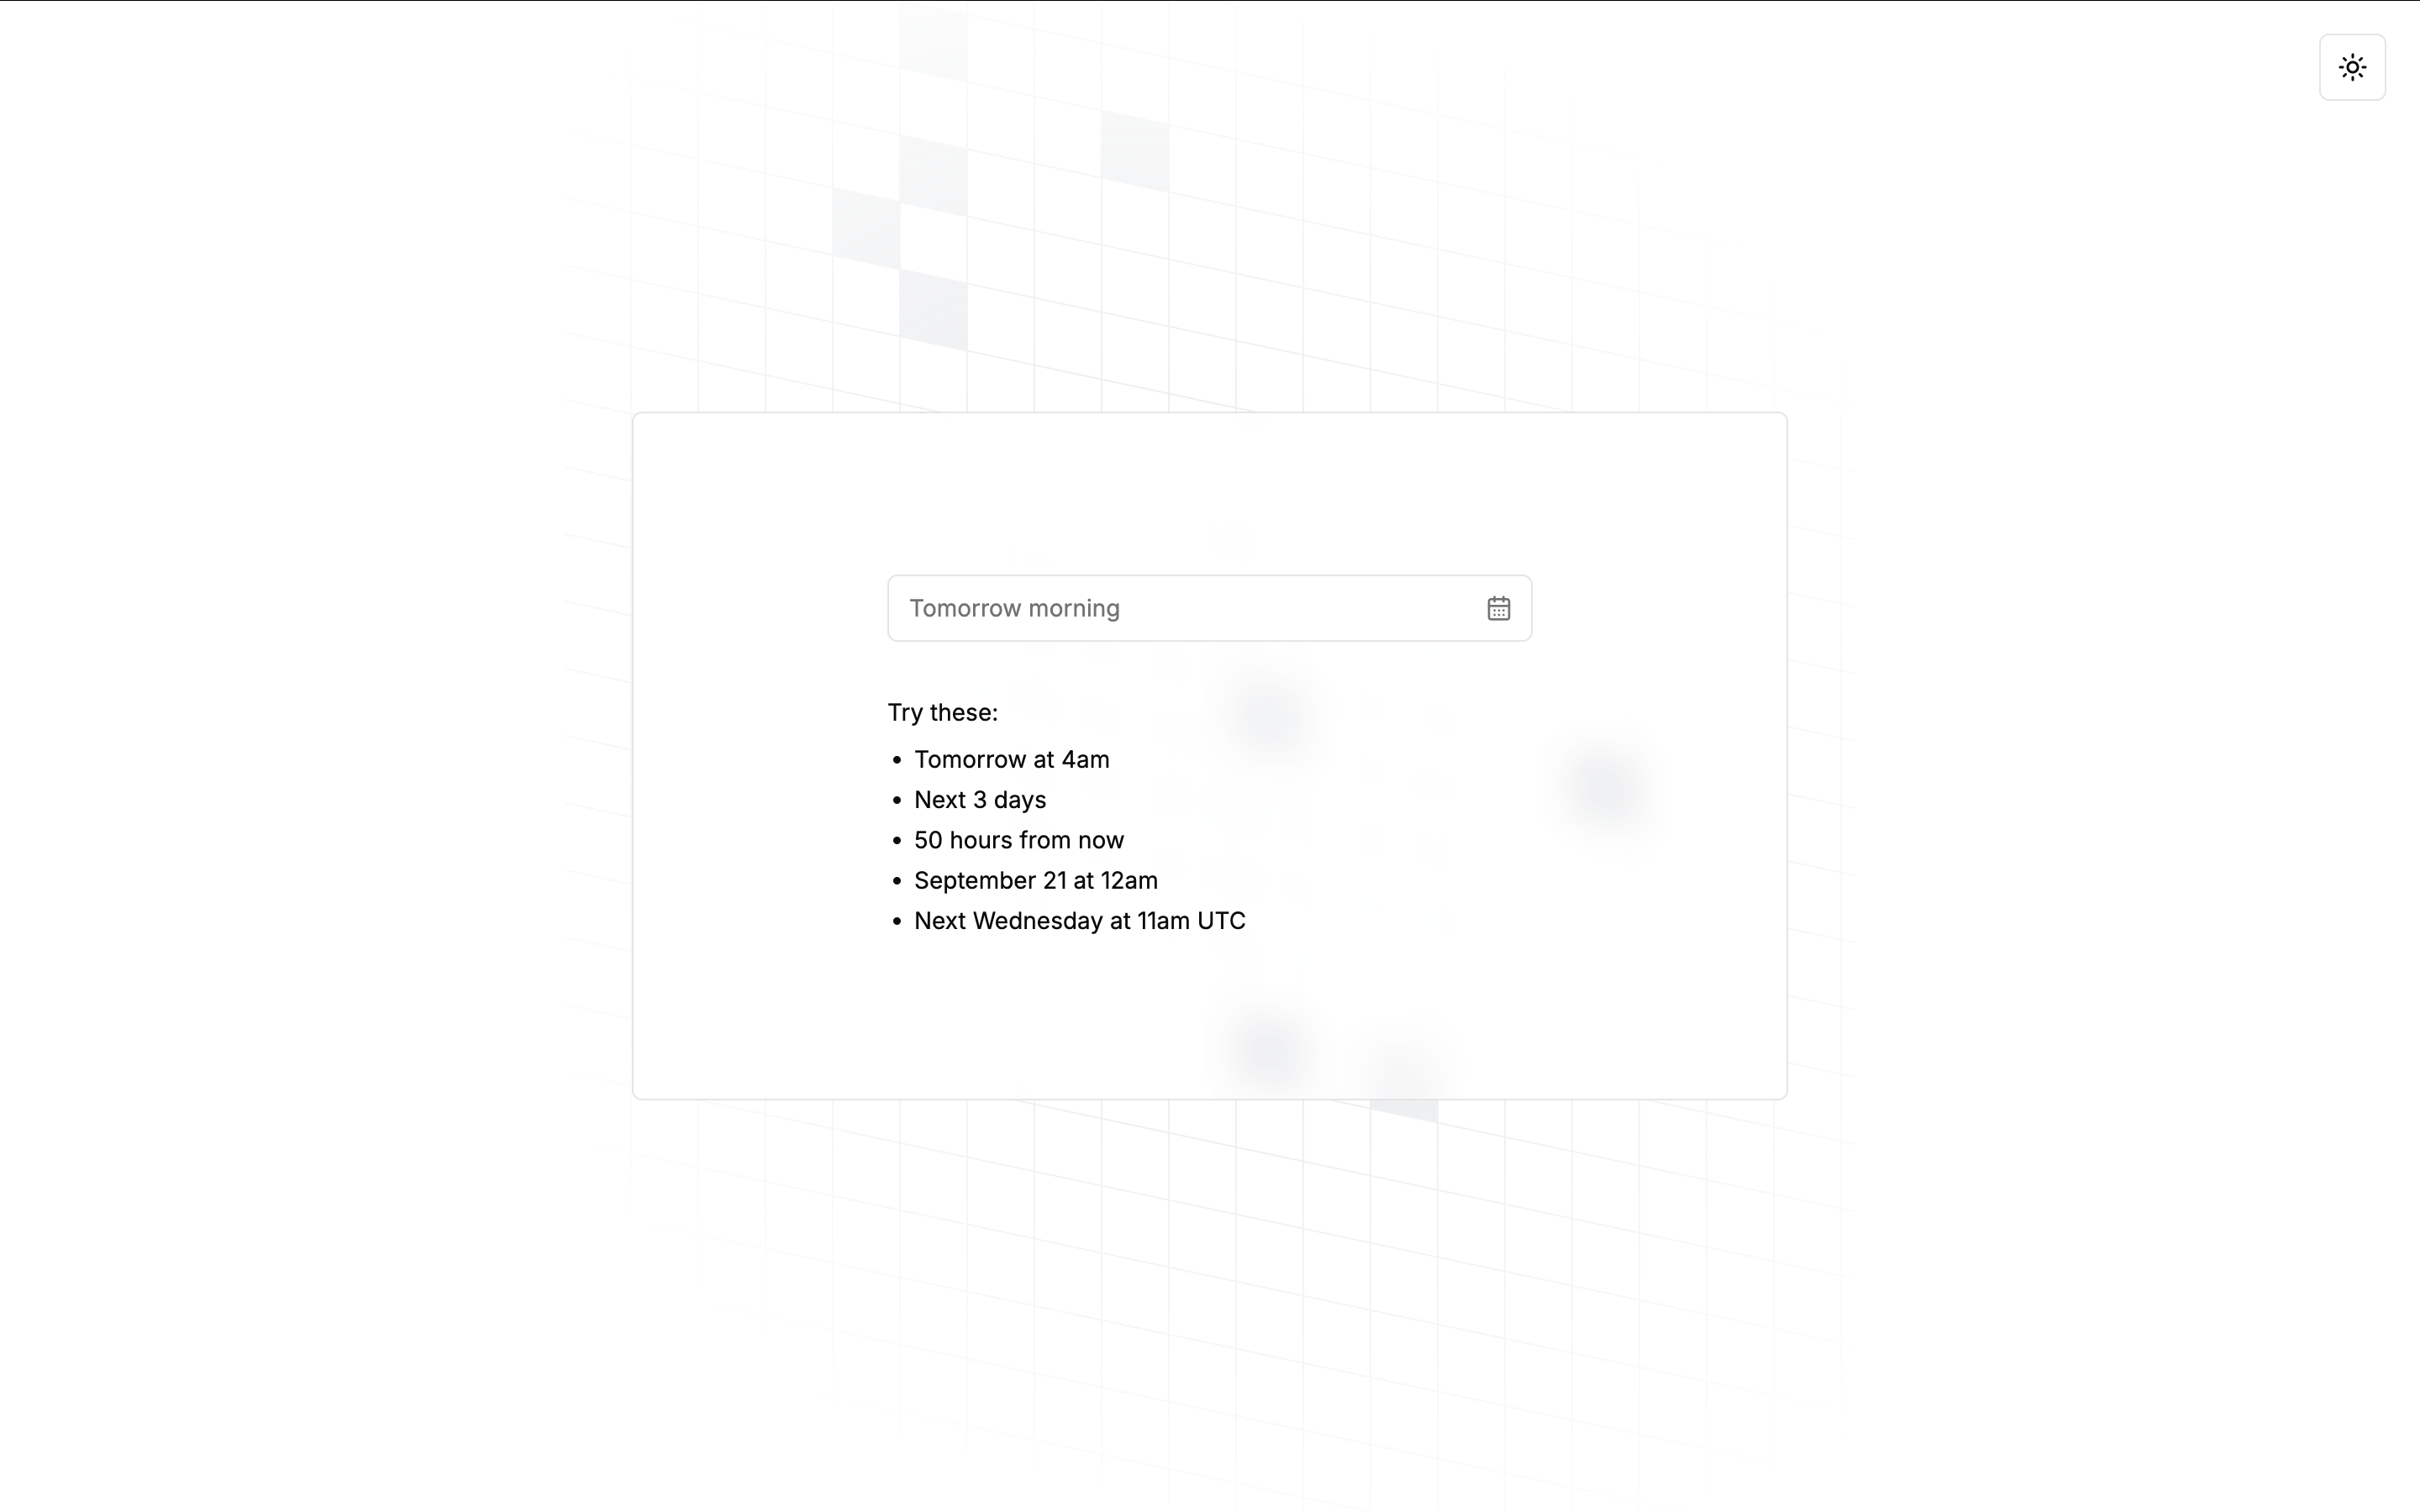 Tomorrow morning
Try these:
Tomorrow at 4am
Next 3 days
50 hours from now
September 21 at 12am
Next Wednesday at 11am UTC